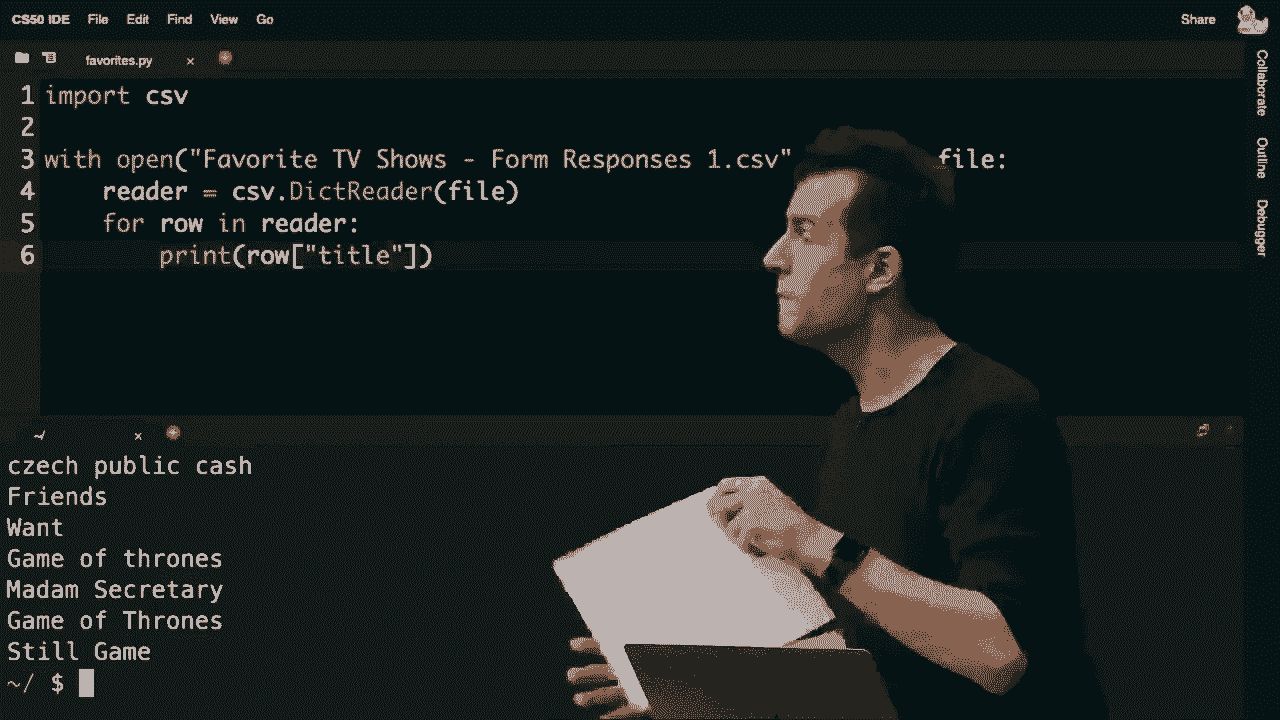 CS50 IDE File Edit Find View Go Share
favorites.py
1 import csv
2
3 with open("Favorite TV Shows - Form Responses 1.csv" file:
4 reader = csv.DictReader(file)
5 for row in reader:
6 print(row["title"])
Collaborate
Outline
Debugger
czech public cash
Friends
Want
Game of thrones
Madam Secretary
Game of Thrones
Still Game
~/ $